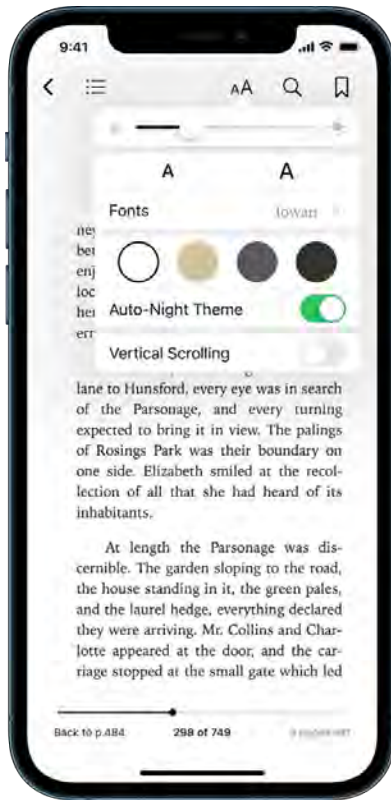 9:41
AA
A A
Fonts Iowan
Auto-Night Theme
Vertical Scrolling
lane to Hunsford, every eye was in search
of the Parsonage, and every turning
expected to bring it in view. The palings
of Rosings Park was their boundary on
one side. Elizabeth smiled at the recol-
lection of all that she had heard of its
inhabitants.
At length the Parsonage was dis-
cernible. The garden sloping to the road,
the house standing in it, the green pales,
and the laurel hedge, everything declared
they were arriving. Mr. Collins and Char-
lotte appeared at the door, and the car-
riage stopped at the small gate which led
Back to p.484 298 of 749